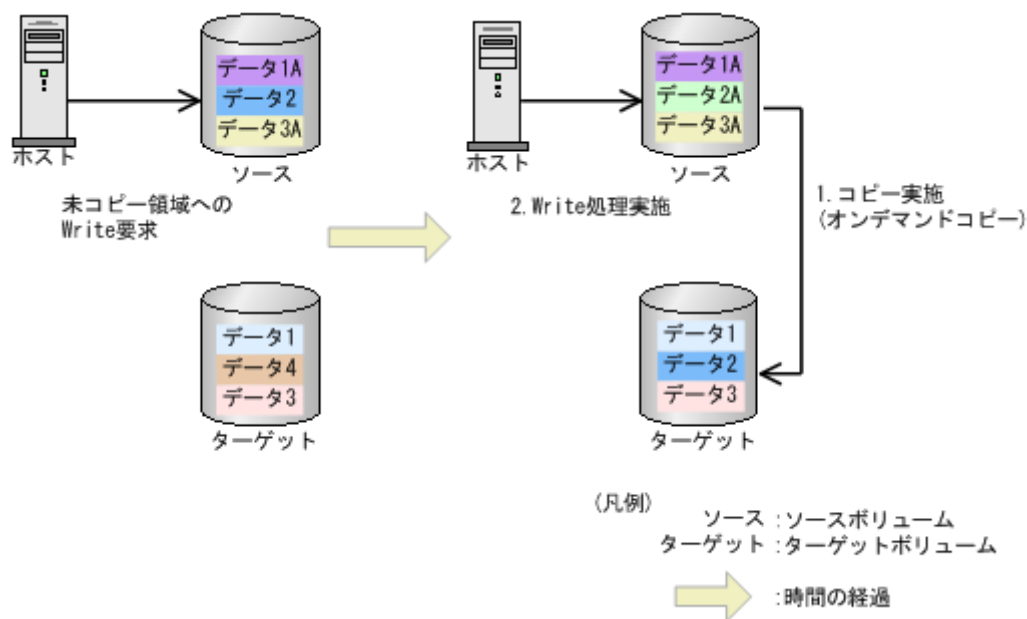 データ1A
データ2
データ3A
ホスト
ソース
未コピー領域への
Write要求
データ1
データ4
データ3
ターゲット
データ1A
データ2A
データ3A
ホスト
ソース
2.Write処理実施
1.コピー実施
(オンデマンドコピー)
データ1
データ2
データ3
ターゲット
(凡例)
ソース :ソースボリューム
ターゲット :ターゲットボリューム
:時間の経過